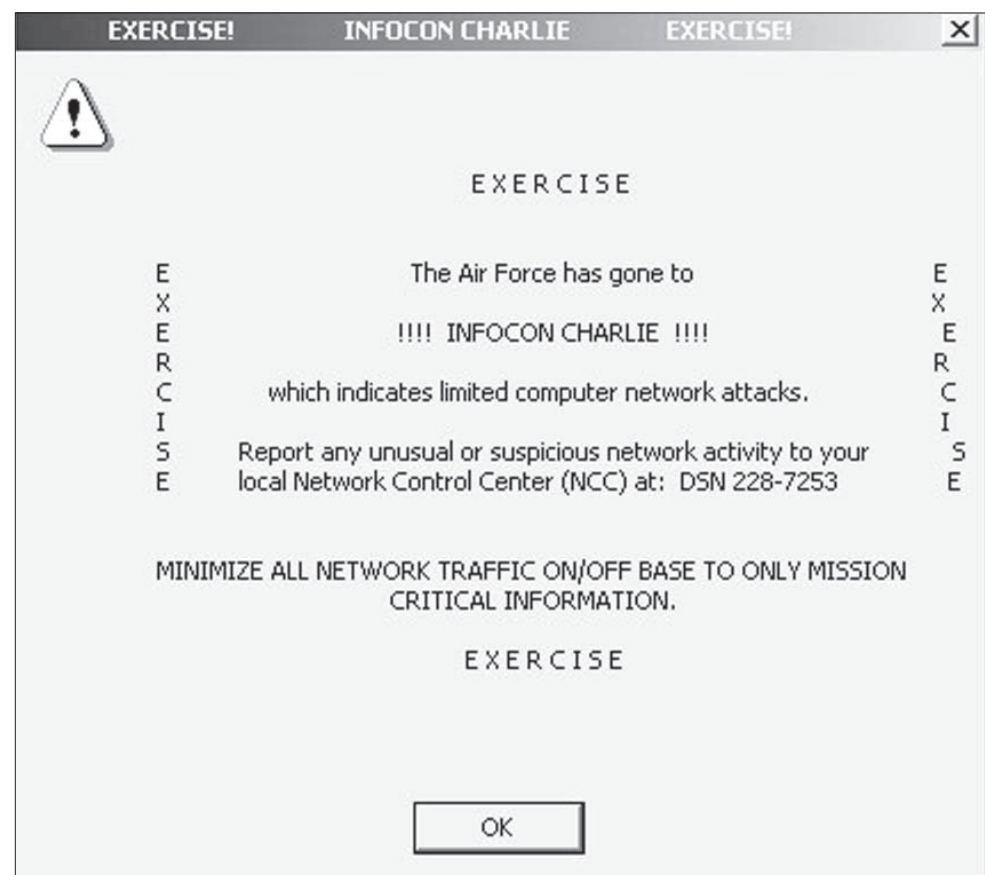 EXERCISE! INFOCON CHARLIE EXERCISE!
E X E R C I S E
The Air Force has gone to
!!!! INFOCON CHARLIE !!!!
which indicates limited computer network attacks.
Report any unusual or suspicious network activity to your
local Network Control Center (NCC) at: DSN 228-7253
E
X
E
R
C
I
S
E
E
X
E
R
C
I
S
E
MINIMIZE ALL NETWORK TRAFFIC ON/OFF BASE TO ONLY MISSION
CRITICAL INFORMATION.
E X E R C I S E
OK